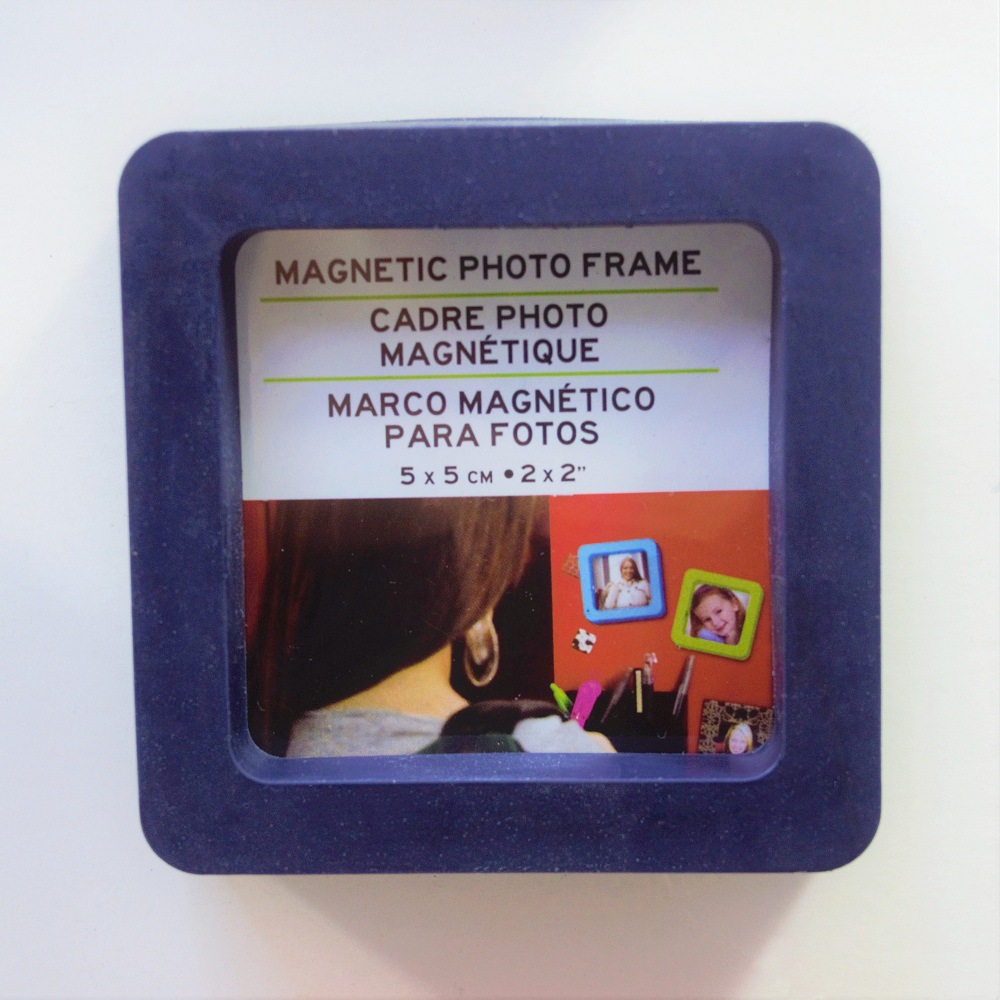 MAGNETIC PHOTO FRAME
CADRE PHOTO
MAGNÉTIQUE
MARCO MAGNÉTICO
PARA FOTOS
5 x 5 CM • 2 x 2”